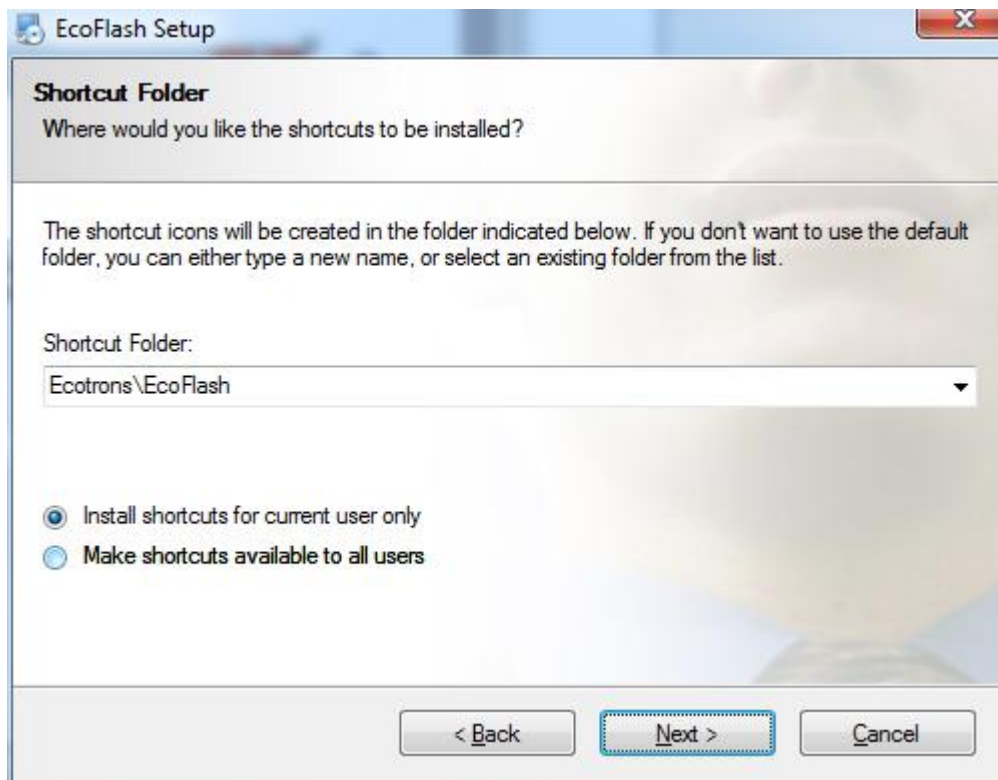 EcoFlash Setup
Shortcut Folder
Where would you like the shortcuts to be installed?
The shortcut icons will be created in the folder indicated below. If you don't want to use the default
folder, you can either type a new name, or select an existing folder from the list.
Shortcut Folder:
Ecotrons\EcoFlash
Install shortcuts for current user only
Make shortcuts available to all users
< Back
Next >
Cancel